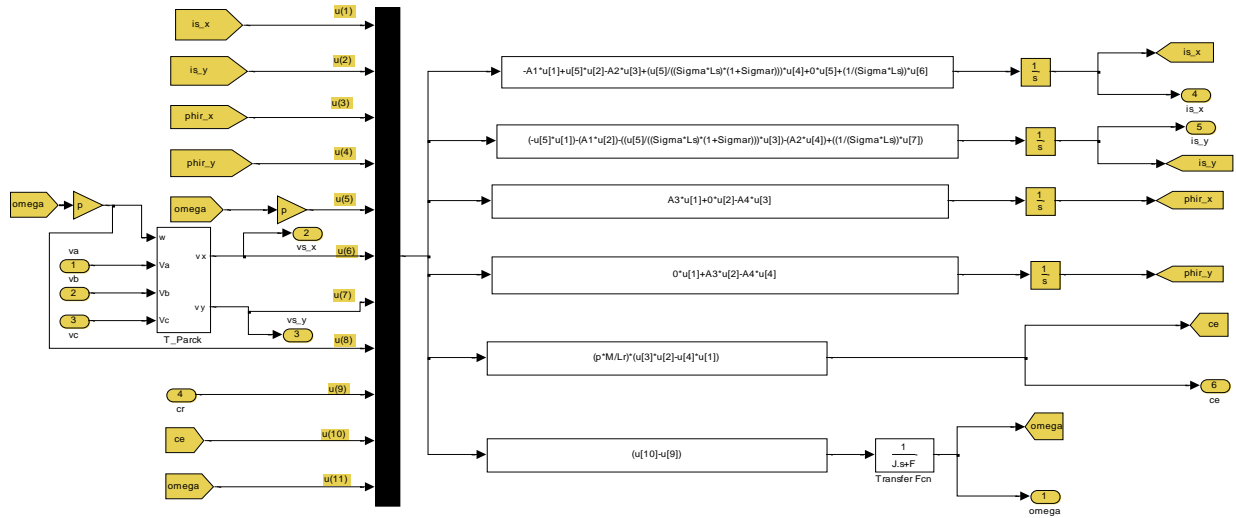 is_x
u(1)
is_y
u(2)
phir_x
u(3)
phir_y
u(4)
omega
p
omega
p
u(5)
va
1
vb
2
3
vc
w
Va
Vb
Vc
v x
v y
T_Parck
2
vs_x
u(6)
u(7)
vs_y
3
u(8)
4
cr
u(9)
ce
u(10)
omega
u(11)
-A1*u[1]+u[5]*u[2]-A2*u[3]+(u[5]/((Sigma*Ls)*(1+Sigmar)))*u[4]+0*u[5]+(1/(Sigma*Ls))*u[6]
1
s
is_x
4
is_x
(-u[5]*u[1])-(A1*u[2])-((u[5]/((Sigma*Ls)*(1+Sigmar)))*u[3])-(A2*u[4])+((1/(Sigma*Ls))*u[7])
1
s
5
is_y
is_y
A3*u[1]+0*u[2]-A4*u[3]
1
s
phir_x
0*u[1]+A3*u[2]-A4*u[4]
1
s
phir_y
(p*M/Lr)*(u[3]*u[2]-u[4]*u[1])
ce
6
ce
(u[10]-u[9])
1
J.s+F
Transfer Fcn
omega
1
omega